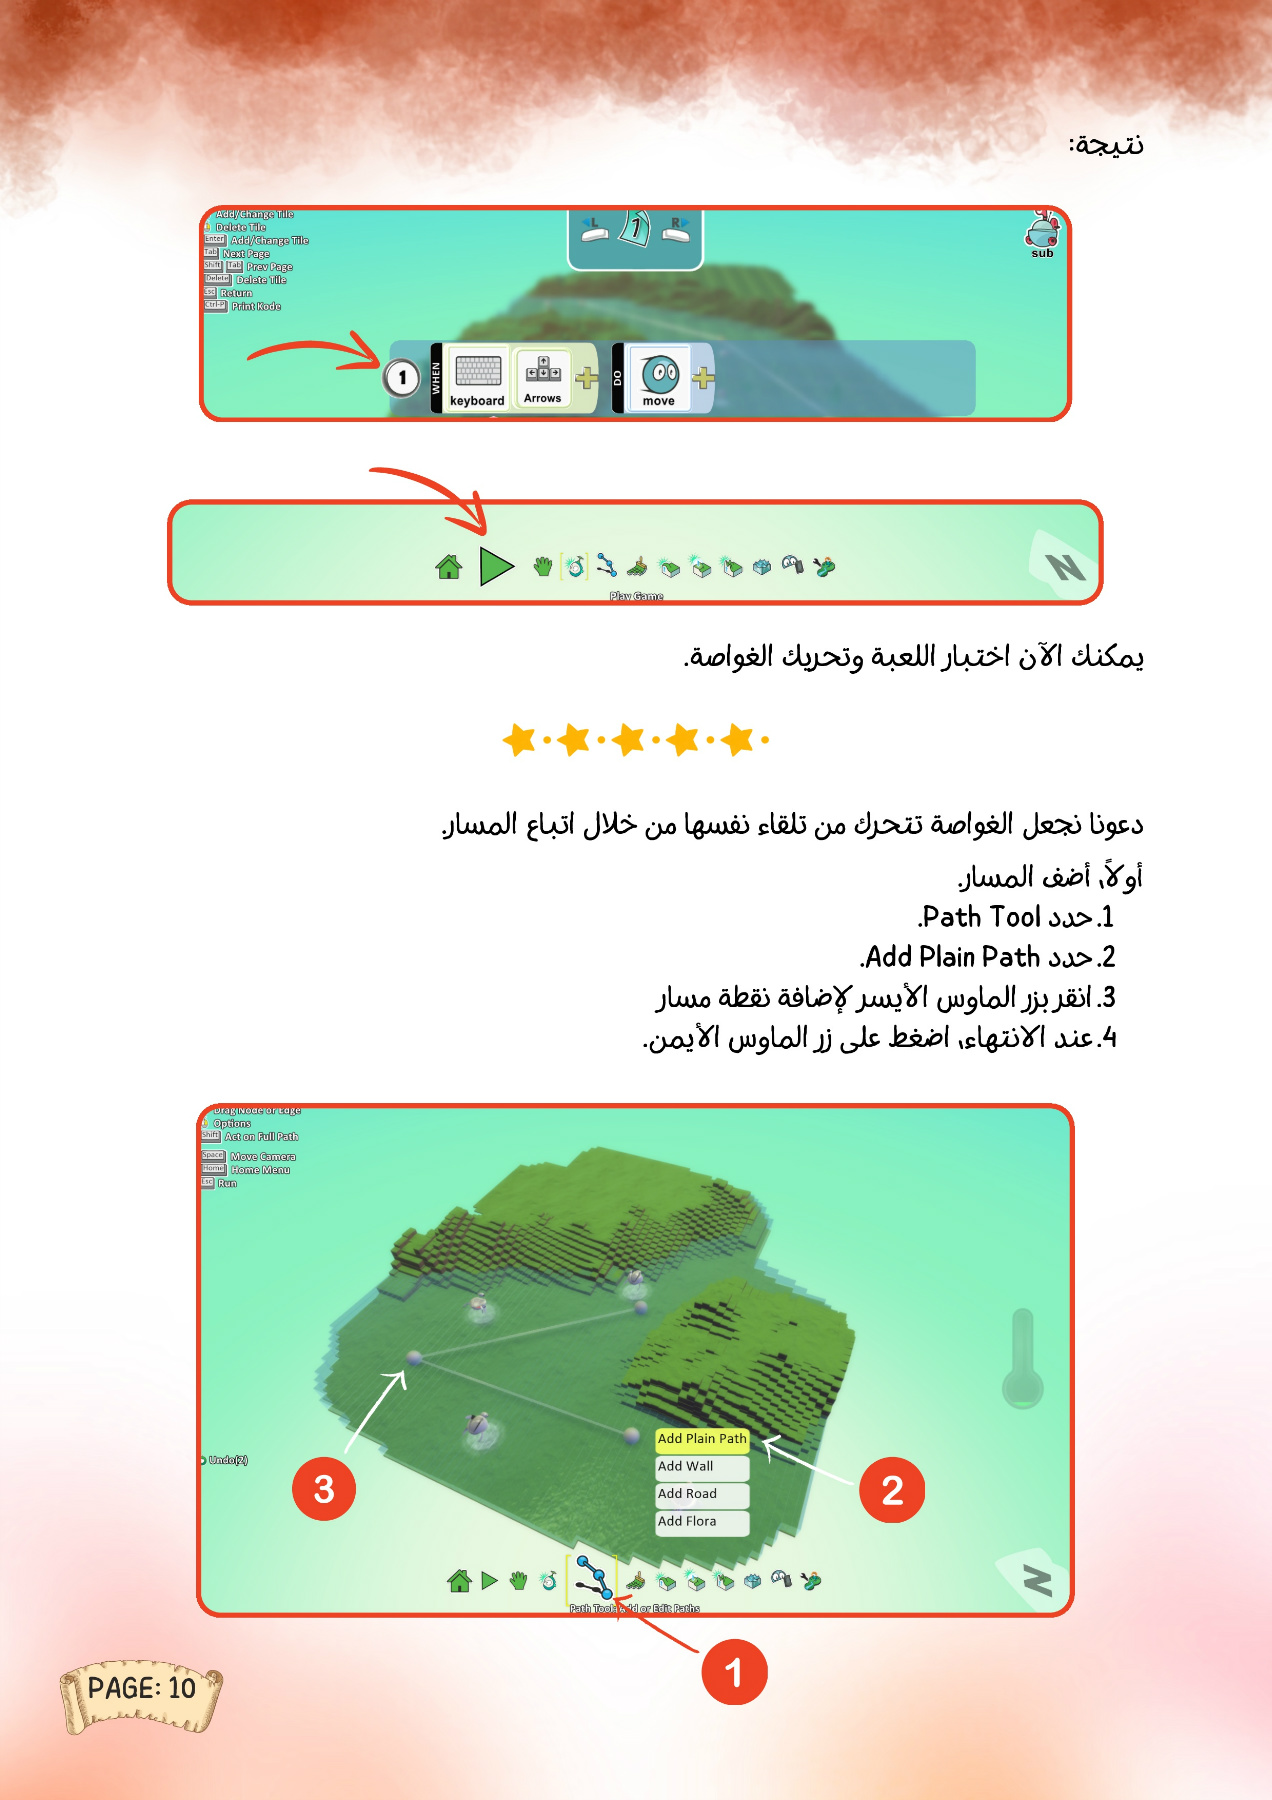 نتيجة:
Add/Change Tile
Delete Tile
Enter Add/Change Tile
Tab Next Page
Shift Tab Prev Page
Delete Delete Tile
Esc Return
Ctrl-P Print Kode
L 1 R
sub
1 WHEN keyboard Arrows DO move
Play Game
N
يمكنك الآن اختبار اللعبة وتحريك الغواصة.
دعونا نجعل الغواصة تتحرك من تلقاء نفسها من خلال اتباع المسار.
أولاً، أضف المسار.
1. حدد Path Tool.
2. حدد Add Plain Path.
3. انقر بزر الماوس الأيسر لإضافة نقطة مسار
4. عند الانتهاء، اضغط على زر الماوس الأيمن.
Drag Node or Edge
Options
Shift Act on Full Path
Space Move Camera
Home Home Menu
Esc Run
Add Plain Path
Add Wall
Add Road
Add Flora
Undo(Z)
3
2
N
Path Tool: Add or Edit Paths
1
PAGE: 10